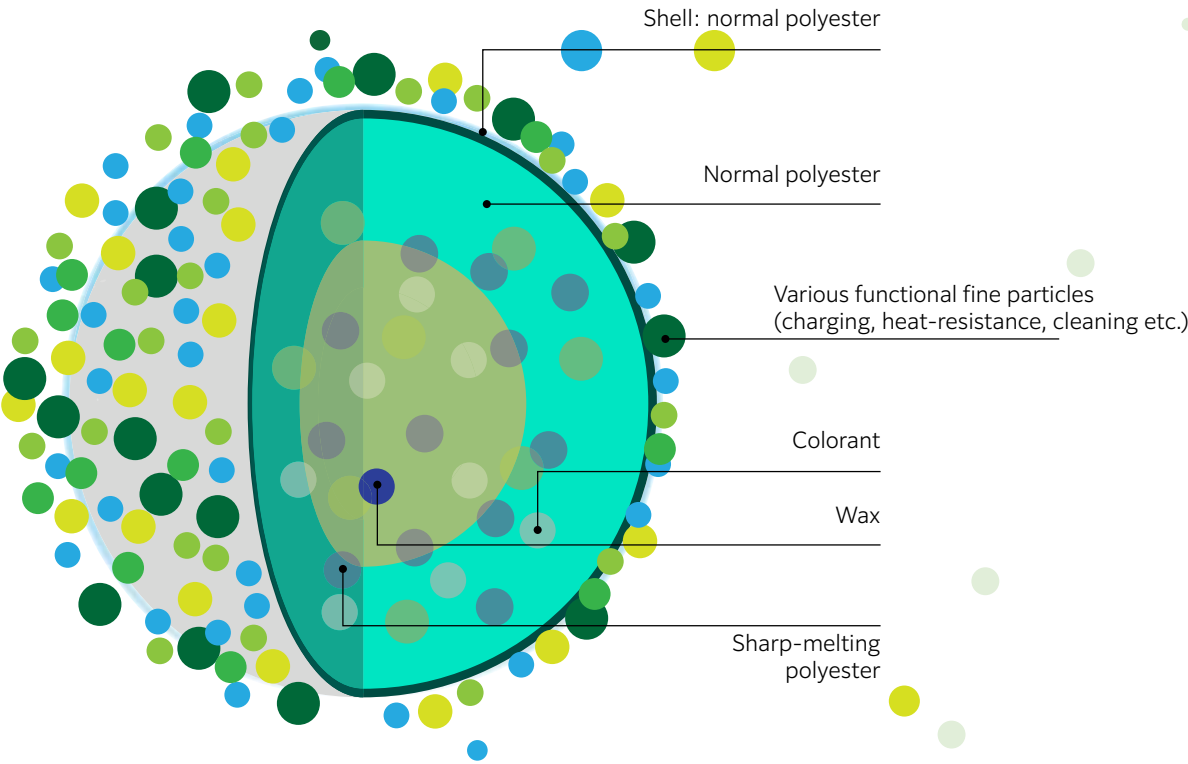 Shell: normal polyester
Normal polyester
Various functional fine particles
(charging, heat-resistance, cleaning etc.)
Colorant
Wax
Sharp-melting
polyester